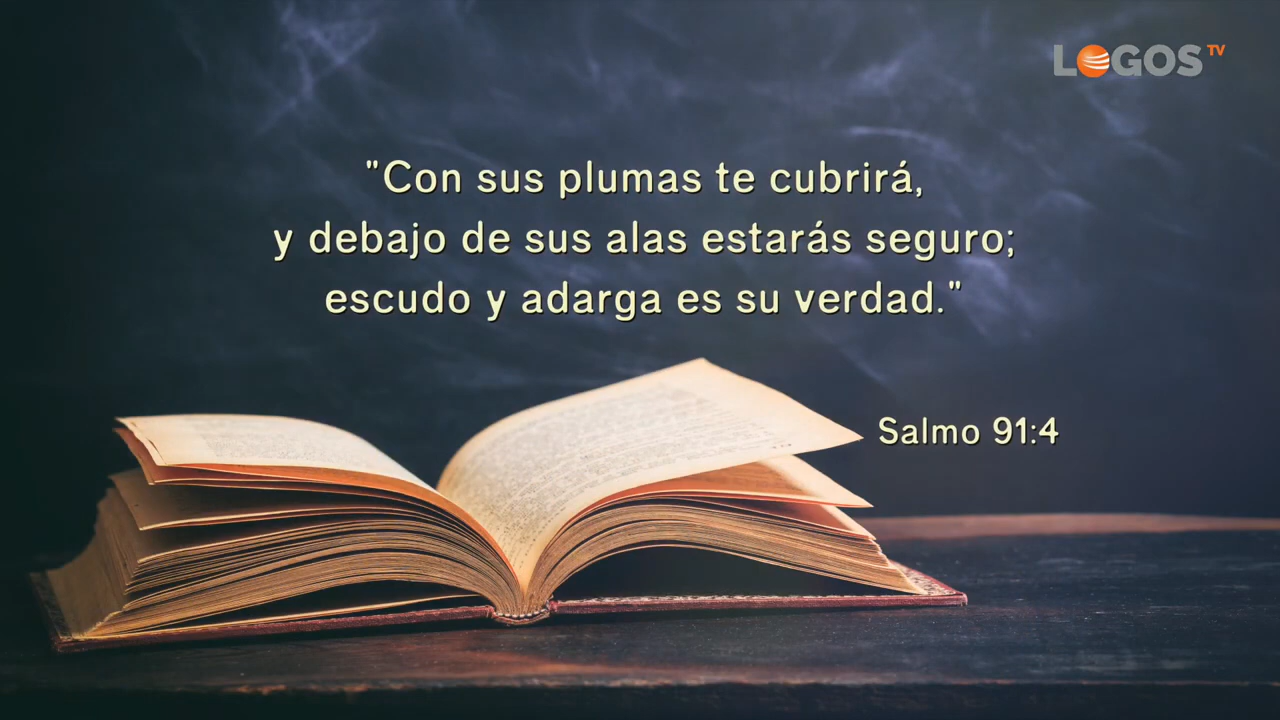 LOGOS TV
"Con sus plumas te cubrirá,
y debajo de sus alas estarás seguro;
escudo y adarga es su verdad."
Salmo 91:4